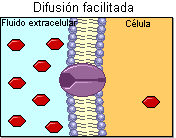 Difusión facilitada
Fluido extracelular
Célula